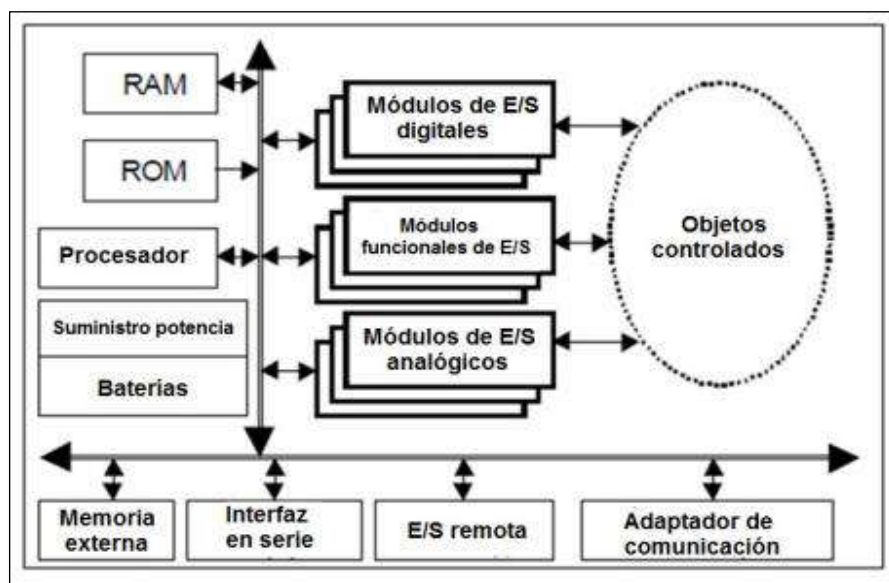 RAM
ROM
Procesador
Suministro potencia
Baterias
Módulos de E/S
digitales
Módulos
funcionales de E/S
Módulos de E/S
analógicos
Objetos
controlados
Memoria
externa
Interfaz
en serie
E/S remota
Adaptador de
comunicación